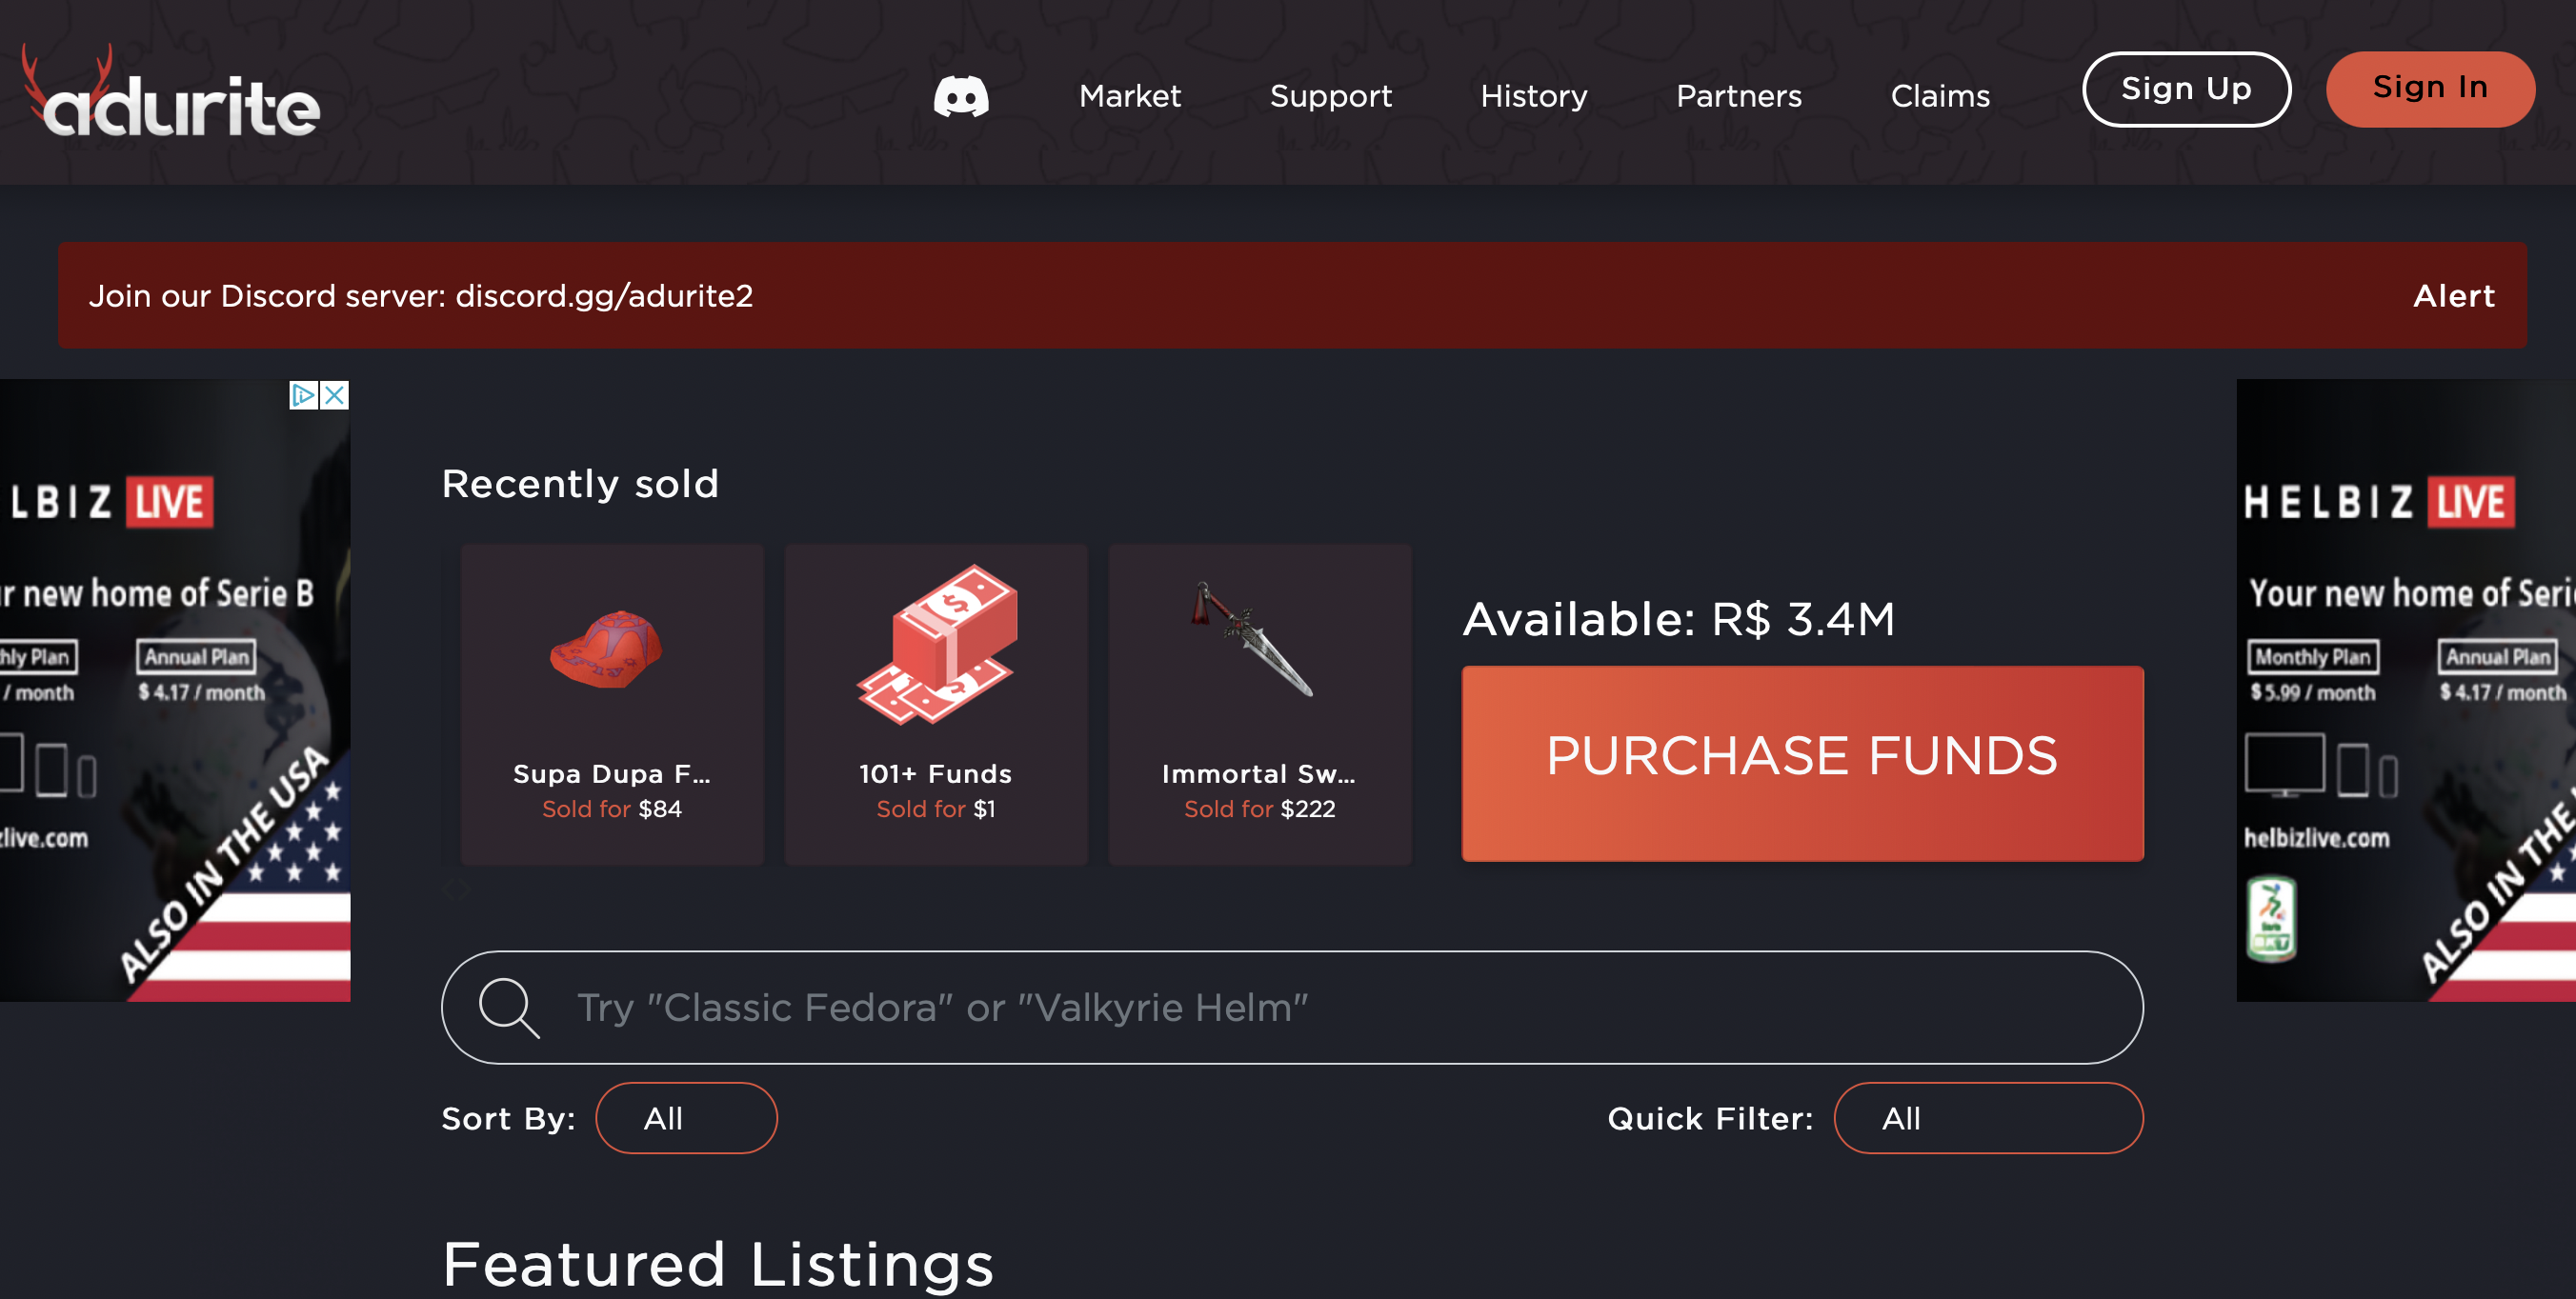 adurite
Market
Support
History
Partners
Claims
Sign Up
Sign In
Join our Discord server: discord.gg/adurite2
Alert
LBIZ LIVE
r new home of Serie B
hly Plan
Annual Plan
/ month
$ 4.17 / month
zlive.com
ALSO IN THE USA
Recently sold
Supa Dupa F...
Sold for $84
101+ Funds
Sold for $1
Immortal Sw...
Sold for $222
Available: R$ 3.4M
PURCHASE FUNDS
HELBIZ LIVE
Your new home of Seri
Monthly Plan
Annual Plan
$ 5.99 / month
$ 4.17 / month
helbizlive.com
BKT
ALSO IN THE
Try "Classic Fedora" or "Valkyrie Helm"
Sort By:
All
Quick Filter:
All
Featured Listings